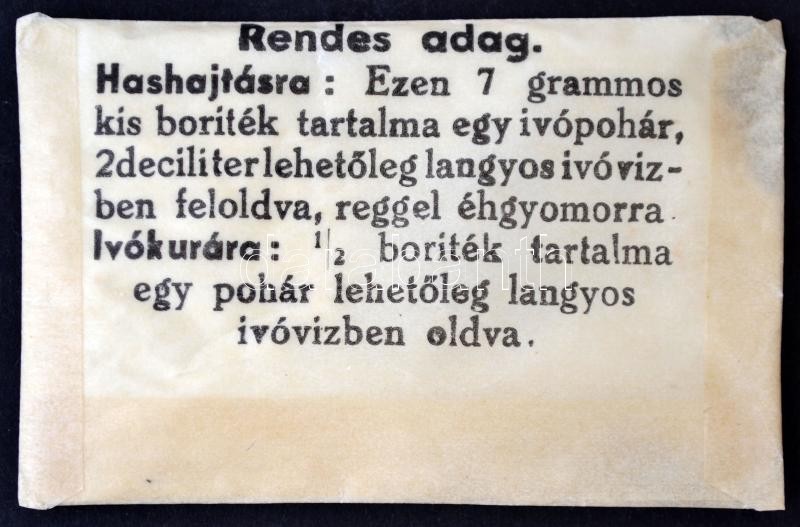 Rendes adag.
Hashajtásra: Ezen 7 grammos
kis boriték tartalma egy ivópohár,
2deciliter lehetőleg langyos ivóviz-
ben feloldva, reggel éhgyomorra.
Ivókurára: ½ boriték tartalma
egy pohár lehetőleg langyos
ivóvizben oldva.
darabanth